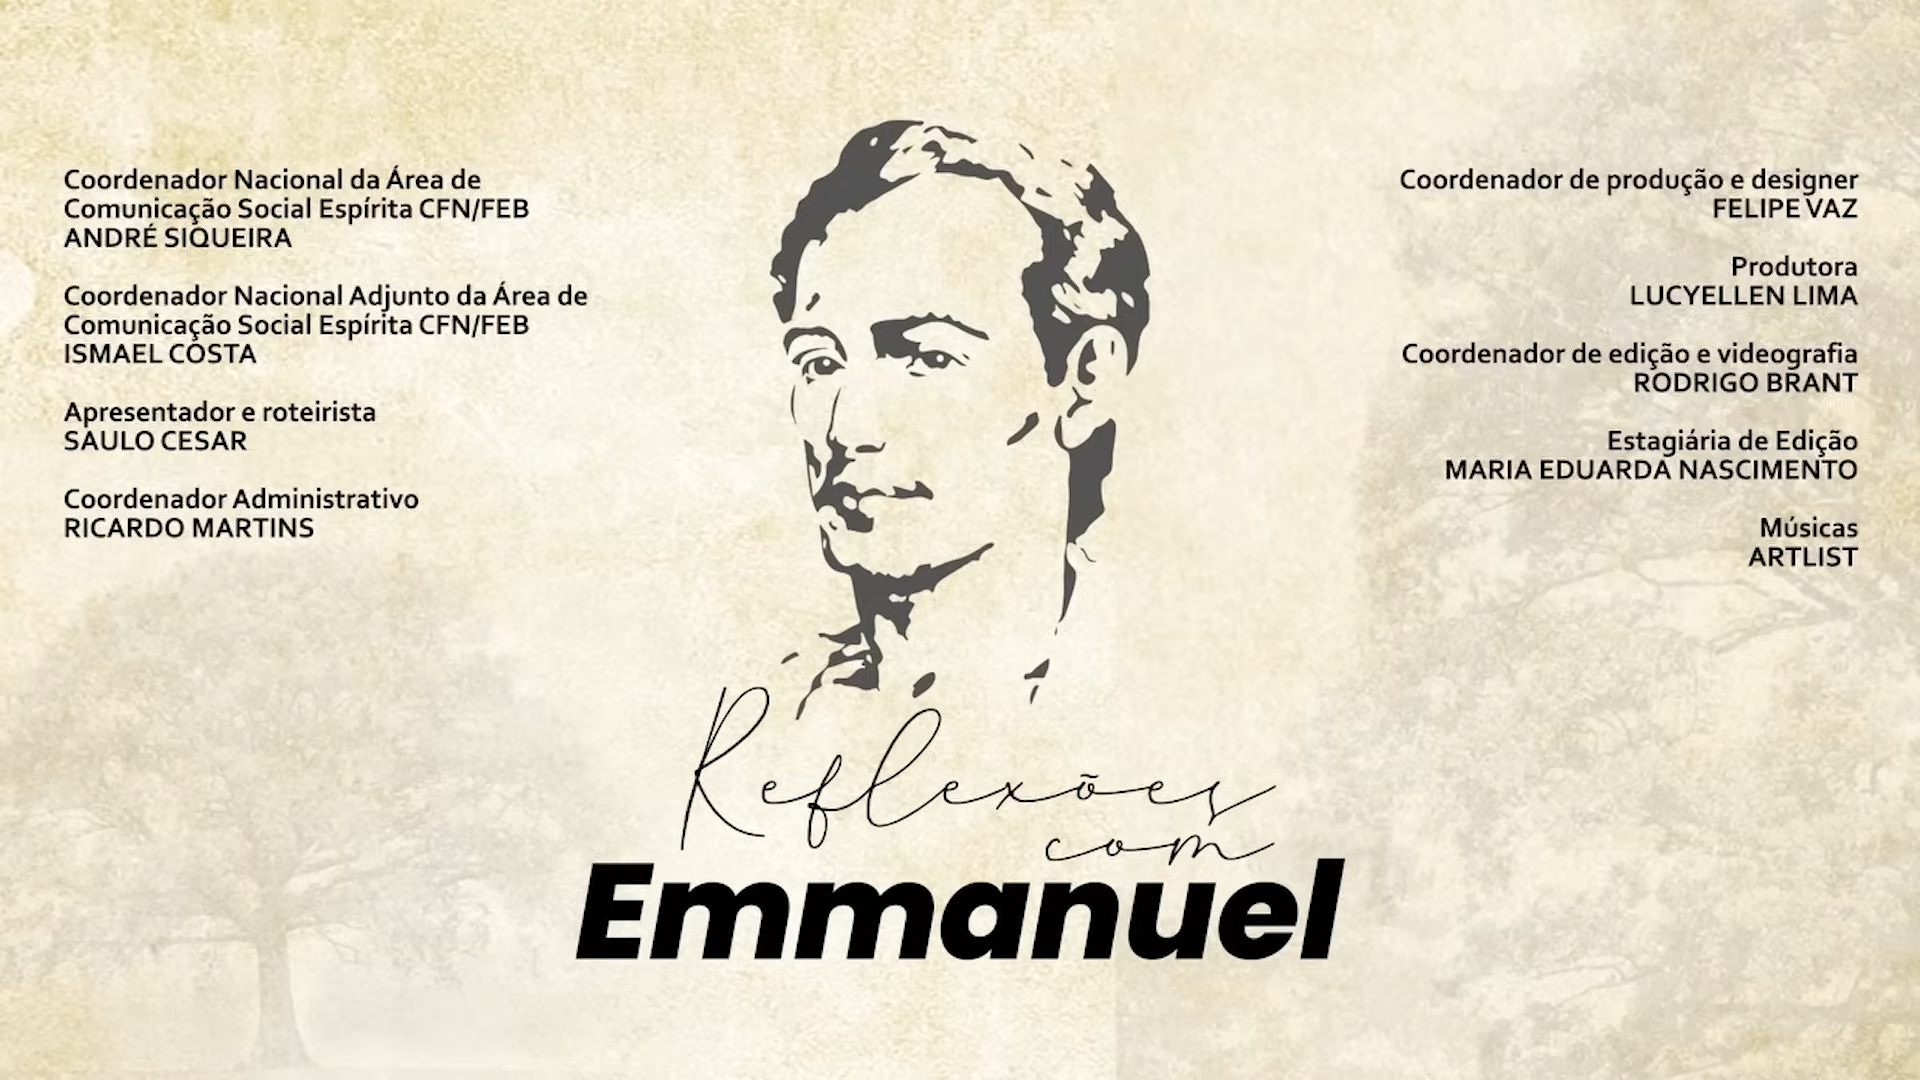 Coordenador Nacional da Área de
Comunicação Social Espírita CFN/FEB
ANDRÉ SIQUEIRA
Coordenador Nacional Adjunto da Área de
Comunicação Social Espírita CFN/FEB
ISMAEL COSTA
Apresentador e roteirista
SAULO CESAR
Coordenador Administrativo
RICARDO MARTINS
Coordenador de produção e designer
FELIPE VAZ
Produtora
LUCYELLEN LIMA
Coordenador de edição e videografia
RODRIGO BRANT
Estagiária de Edição
MARIA EDUARDA NASCIMENTO
Músicas
ARTLIST
Reflexões
com
Emmanuel